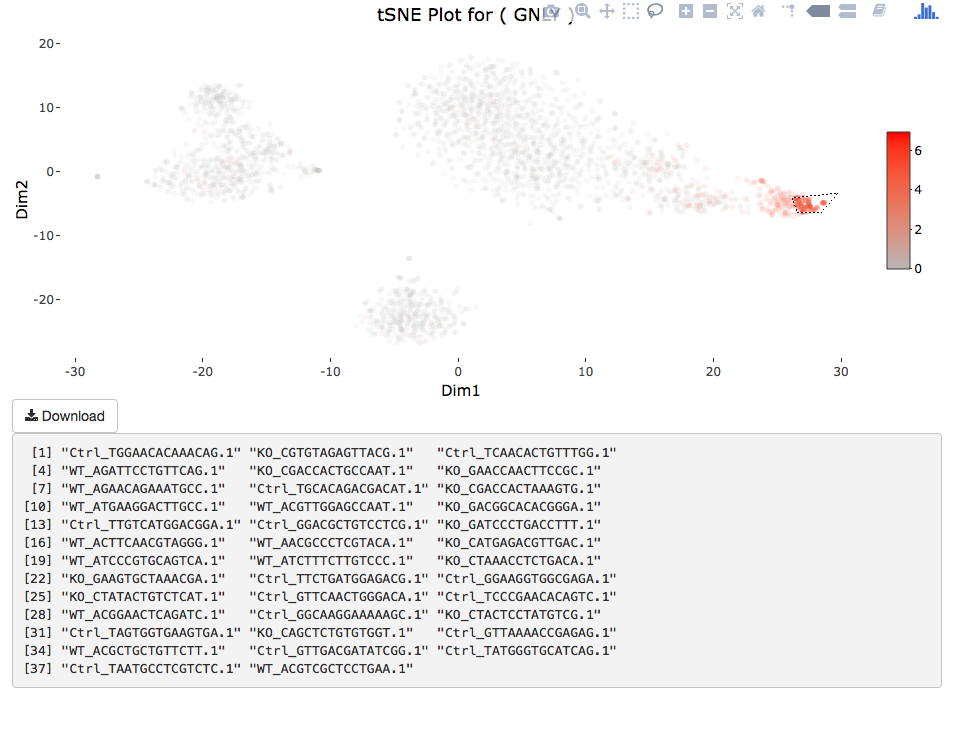 tSNE Plot for ( GNLY )
20
10
0
-10
-20
Dim2
-30 -20 -10 0 10 20 30
Dim1
6
4
2
0
Download
[1] "Ctrl_TGGAACACAAACAG.1" "KO_CGTGTAGAGTTACG.1" "Ctrl_TCAACACTGTTTGG.1"
[4] "WT_AGATTCCTGTTCAG.1" "KO_CGACCACTGCCAAT.1" "KO_GAACCAACTTCCGC.1"
[7] "WT_AGAACAGAAATGCC.1" "Ctrl_TGCACAGACGACAT.1" "KO_CGACCACTAAAGTG.1"
[10] "WT_ATGAAGGACTTGCC.1" "WT_ACGTTGGAGCCAAT.1" "KO_GACGGCACACGGGA.1"
[13] "Ctrl_TTGTCATGGACGGA.1" "Ctrl_GGACGCTGTCCTCG.1" "KO_GATCCCTGACCTTT.1"
[16] "WT_ACTTCAACGTAGGG.1" "WT_AACGCCCTCGTACA.1" "KO_CATGAGACGTTGAC.1"
[19] "WT_ATCCCGTGCAGTCA.1" "WT_ATCTTTCTTGTCCC.1" "KO_CTAAACCTCTGACA.1"
[22] "KO_GAAGTGCTAAACGA.1" "Ctrl_TTCTGATGGAGACG.1" "Ctrl_GGAAGGTGGCGAGA.1"
[25] "KO_CTATACTGTCTCAT.1" "Ctrl_GTTCAACTGGGACA.1" "Ctrl_TCCCGAACACAGTC.1"
[28] "WT_ACGGAACTCAGATC.1" "Ctrl_GGCAAGGAAAAAGC.1" "KO_CTACTCCTATGTCG.1"
[31] "Ctrl_TAGTGGTGAAGTGA.1" "KO_CAGCTCTGTGTGGT.1" "Ctrl_GTTAAAACCGAGAG.1"
[34] "WT_ACGCTGCTGTTCTT.1" "Ctrl_GTTGACGATATCGG.1" "Ctrl_TATGGGTGCATCAG.1"
[37] "Ctrl_TAATGCCTCGTCTC.1" "WT_ACGTCGCTCCTGAA.1"